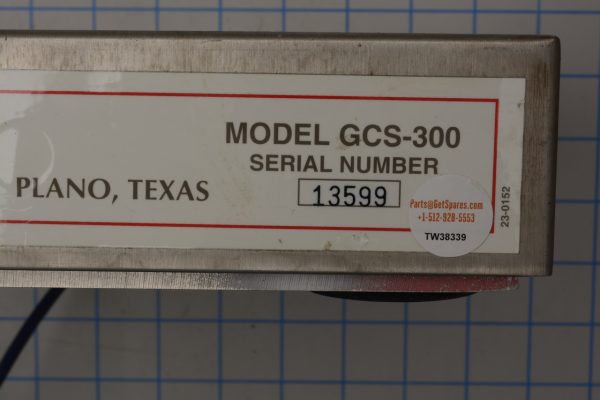 MODEL GCS-300
SERIAL NUMBER
13599
PLANO, TEXAS
Parts@GetSpares.com
+1-512-928-5553
TW38339
23-0152